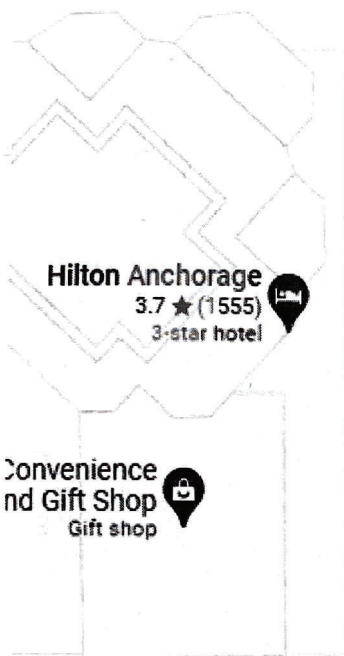 Hilton Anchorage
3.7 ★ (1555)
3-star hotel
Convenience
nd Gift Shop
Gift shop